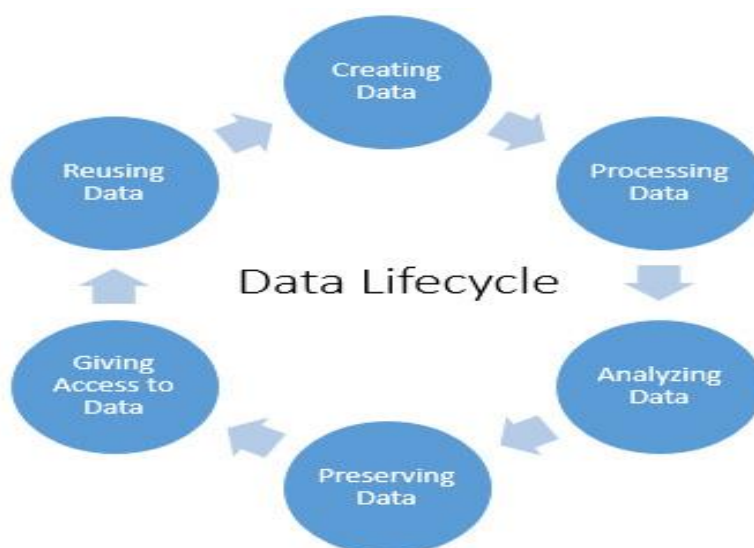 Creating
Data
Processing
Data
Analyzing
Data
Preserving
Data
Giving
Access to
Data
Reusing
Data
Data Lifecycle